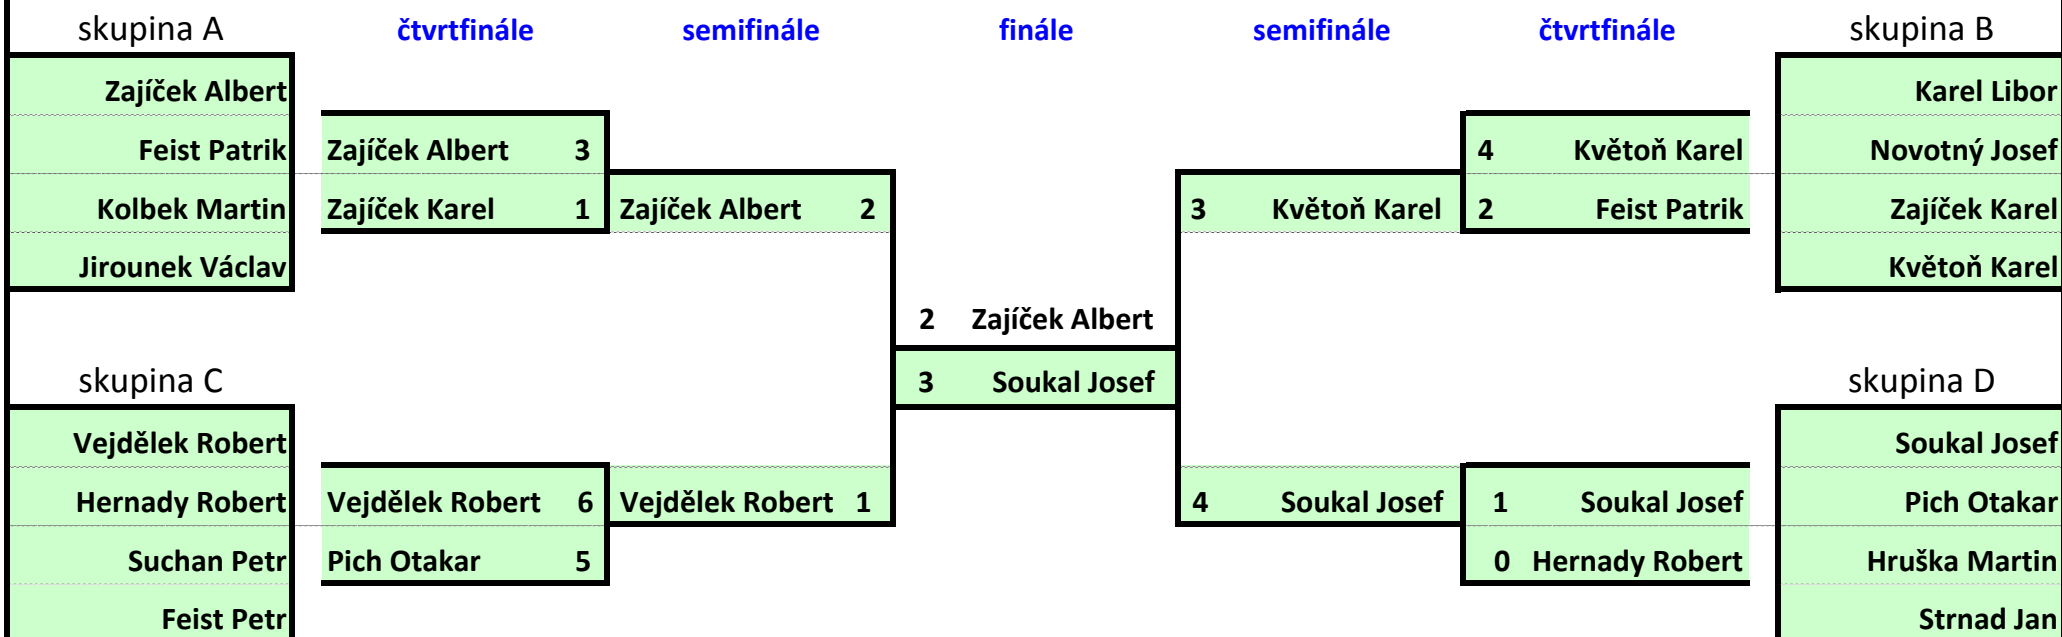 skupina A čtvrtfinále semifinále finále semifinále čtvrtfinále skupina B
Zajíček Albert Karel Libor
Feist Patrik Zajíček Albert 3 4 Květoň Karel Novotný Josef
Kolbek Martin Zajíček Karel 1 Zajíček Albert 2 3 Květoň Karel 2 Feist Patrik Zajíček Karel
Jirounek Václav Květoň Karel
2 Zajíček Albert
skupina C 3 Soukal Josef skupina D
Vejdělek Robert Soukal Josef
Hernady Robert Vejdělek Robert 6 Vejdělek Robert 1 4 Soukal Josef 1 Soukal Josef Pich Otakar
Suchan Petr Pich Otakar 5 0 Hernady Robert Hruška Martin
Feist Petr Strnad Jan